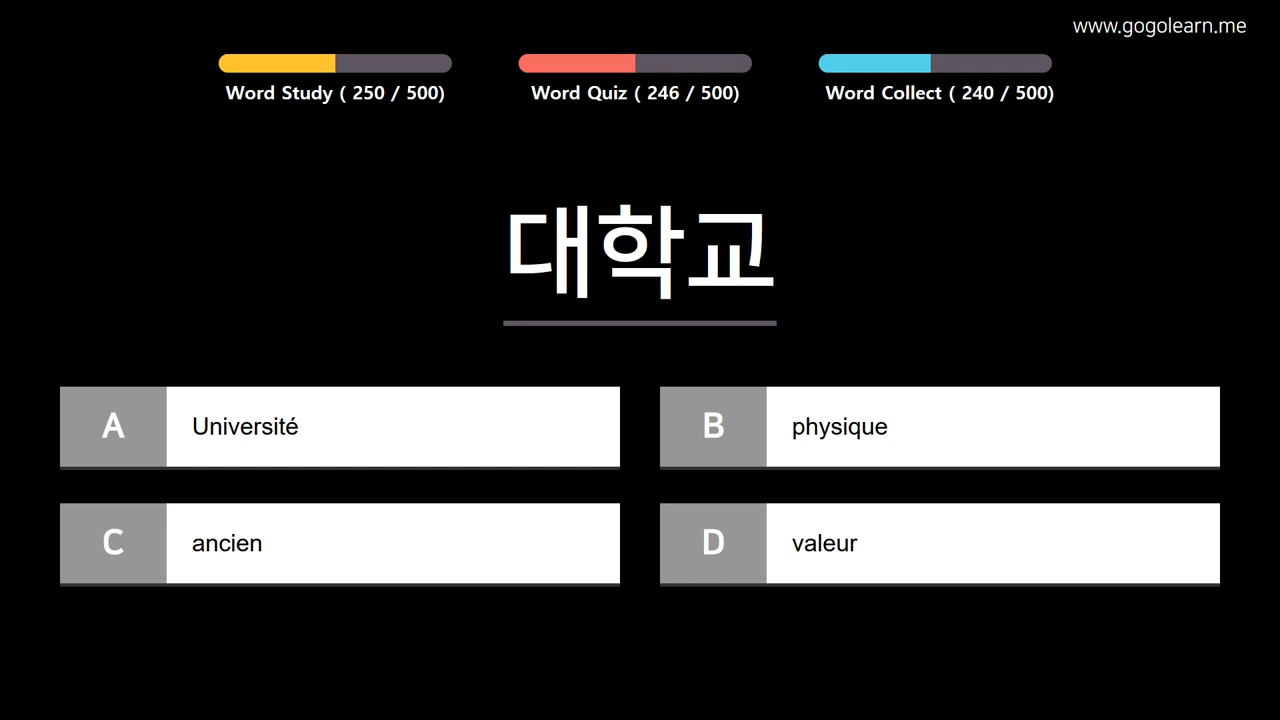 www.gogolearn.me
Word Study ( 250 / 500)
Word Quiz ( 246 / 500)
Word Collect ( 240 / 500)
대학교
A Université
B physique
C ancien
D valeur